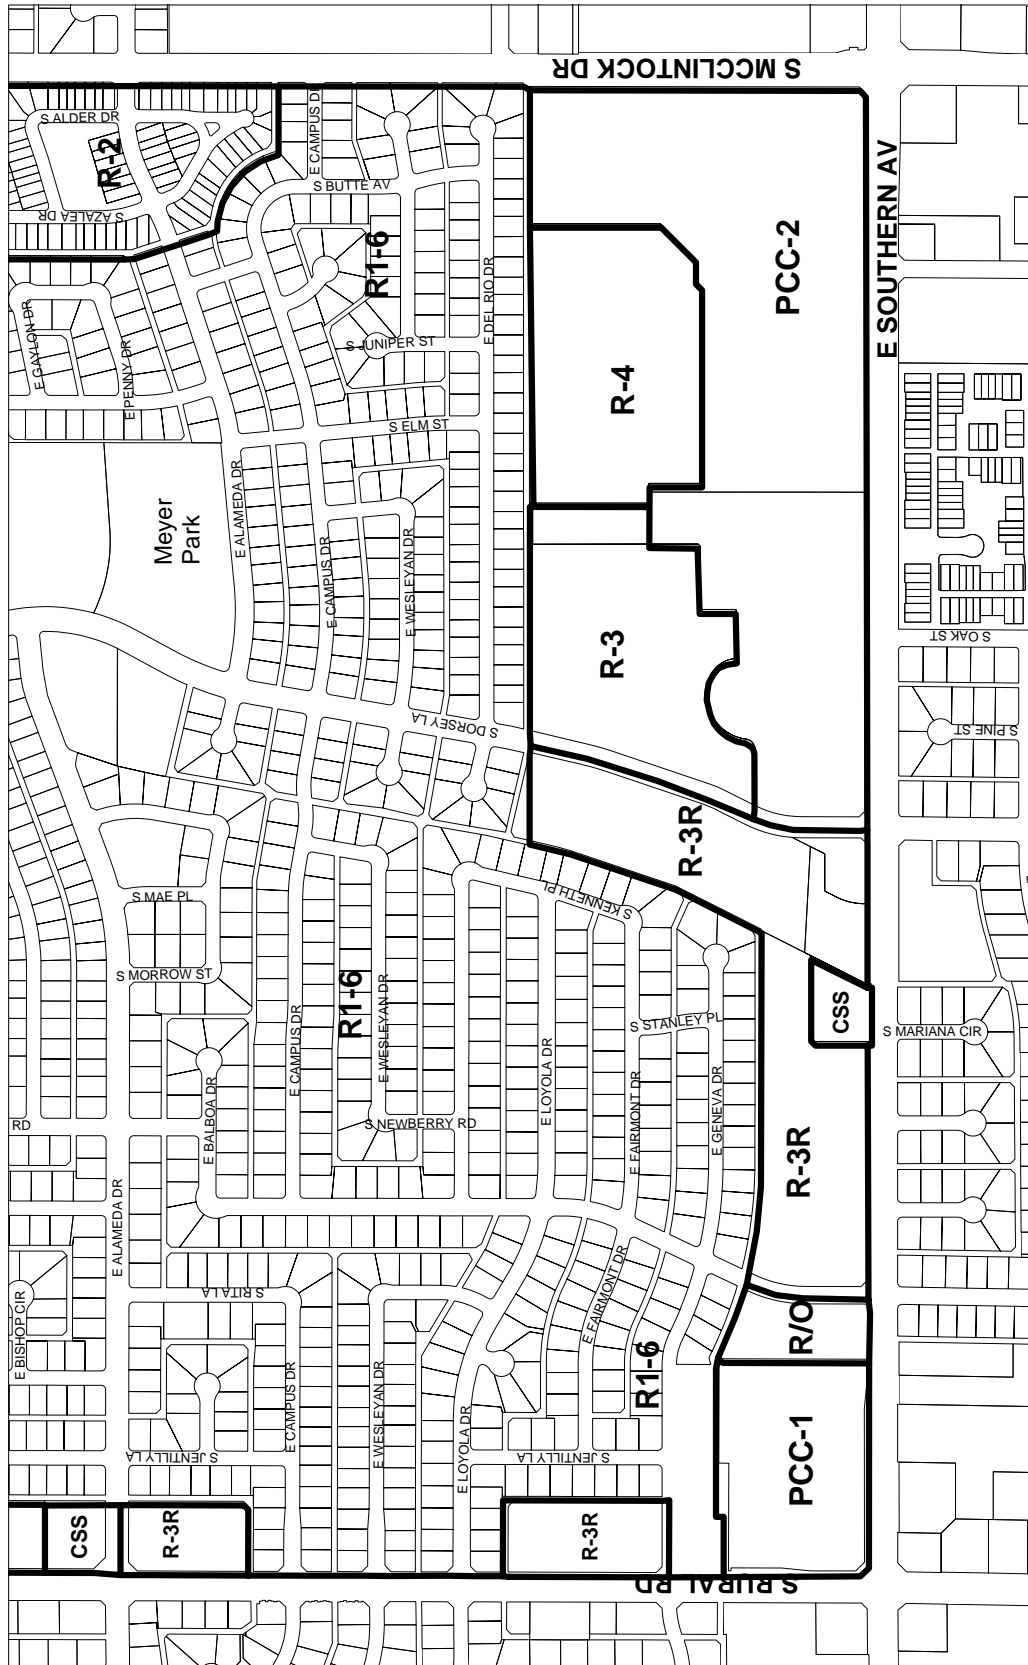 S MCCLINTOCK DR
S ALDER DR
R-2
E CAMPUS DR
S BUTTE AV
S AZALEA DR
R1-6
E DEL RIO DR
PCC-2
E SOUTHERN AV
E GAYLON DR
E PENNY DR
S JUNIPER ST
R-4
S ELM ST
Meyer
Park
E ALAMEDA DR
E CAMPUS DR
E WESLEYAN DR
R-3
S OAK ST
S DORSEY LA
S PINE ST
R-3R
S KENNETH PL
S MAE PL
S MORROW ST
R1-6
E WESLEYAN DR
E CAMPUS DR
E BALBOA DR
S STANLEY PL
CSS
S MARIANA CIR
E LOYOLA DR
E FAIRMONT DR
E GENEVA DR
RD
S NEWBERRY RD
R-3R
E ALAMEDA DR
E BISHOP CIR
S RITA LA
E FAIRMONT DR
R1-6
R/O
E CAMPUS DR
E WESLEYAN DR
E LOYOLA DR
S JENTILLY LA
S JENTILLY LA
PCC-1
CSS
R-3R
R-3R
S RURAL RD